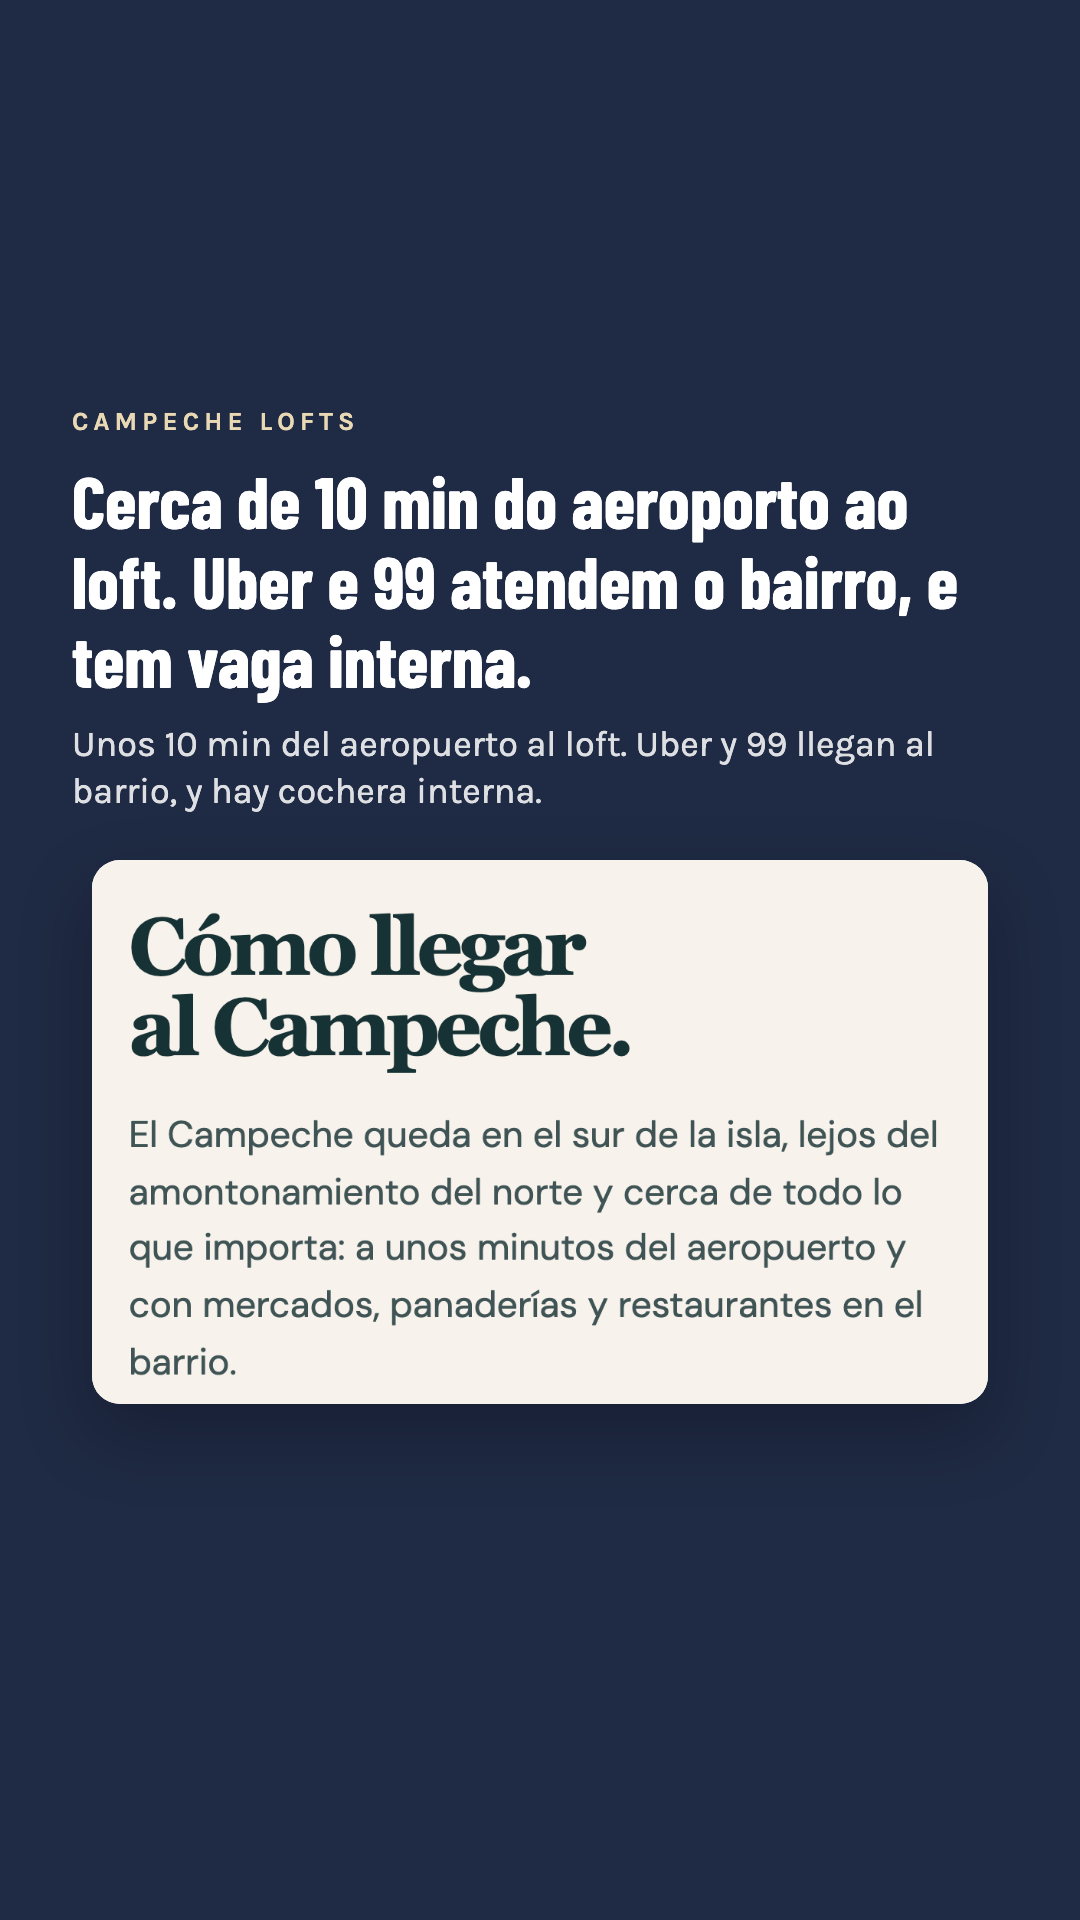 CAMPECHE LOFTS
Cerca de 10 min do aeroporto ao
loft. Uber e 99 atendem o bairro, e
tem vaga interna.
Unos 10 min del aeropuerto al loft. Uber y 99 llegan al
barrio, y hay cochera interna.
Cómo llegar
al Campeche.
El Campeche queda en el sur de la isla, lejos del
amontonamiento del norte y cerca de todo lo
que importa: a unos minutos del aeropuerto y
con mercados, panaderías y restaurantes en el
barrio.